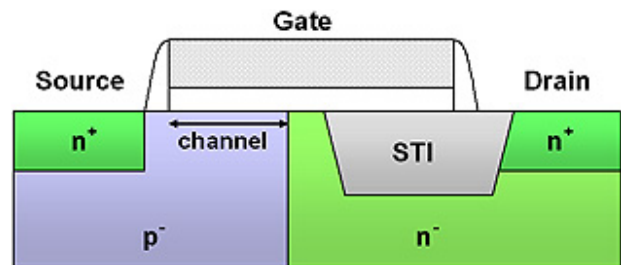 Gate
Source
Drain
n+
channel
STI
n+
p-
n-